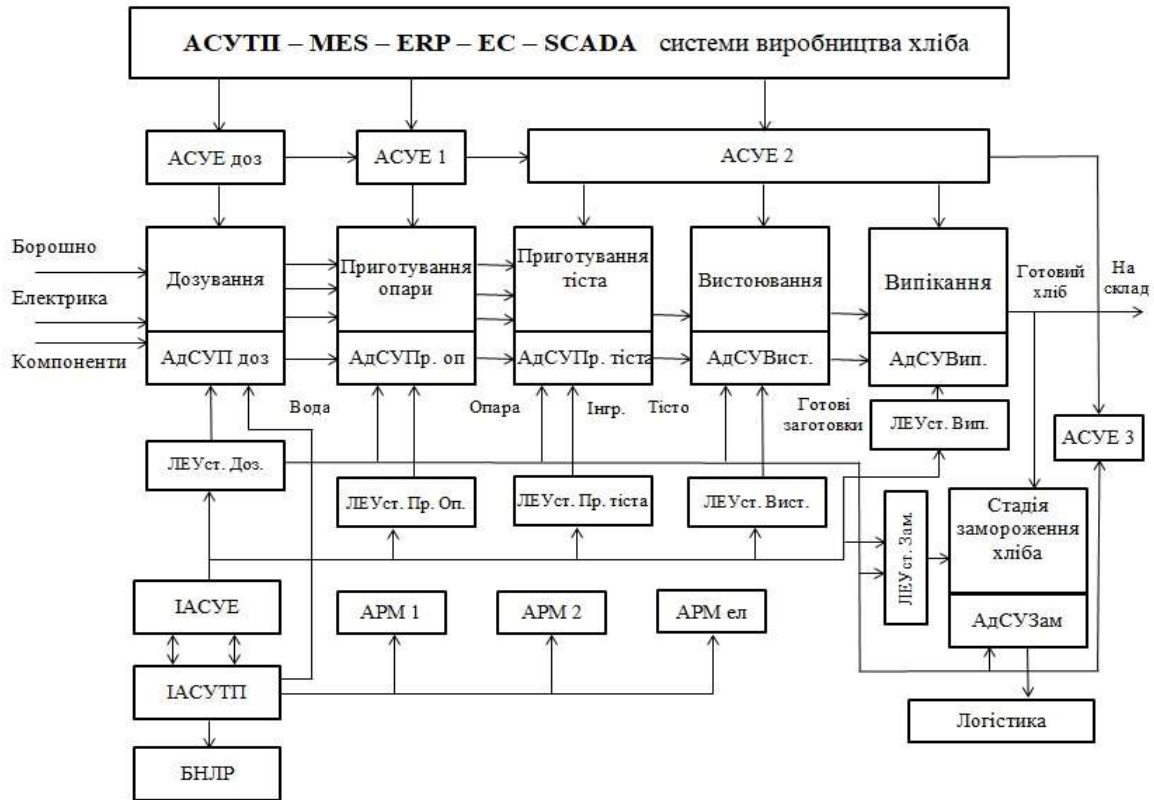 АСУТП – MES – ERP – EC – SCADA системи виробництва хліба
АСУЕ доз
АСУЕ 1
АСУЕ 2
Борошно
Електрика
Компоненти
Дозування
АдСУП доз
Приготування
опари
АдСУПр. оп
Приготування
тіста
АдСУПр. тіста
Вистоювання
АдСУВист.
Випікання
АдСУВип.
Готовий
хліб
На
склад
Вода
Опара
Інгр.
Тісто
Готові
заготовки
ЛЕУст. Вип.
АСУЕ 3
ЛЕУст. Доз.
ЛЕУст. Пр. Оп.
ЛЕУст. Пр. тіста
ЛЕУст. Вист.
ЛЕУст. Зам.
Стадія
замороження
хліба
АдСУЗам
ІАСУЕ
АРМ 1
АРМ 2
АРМ ел
ІАСУТП
Логістика
БНЛР